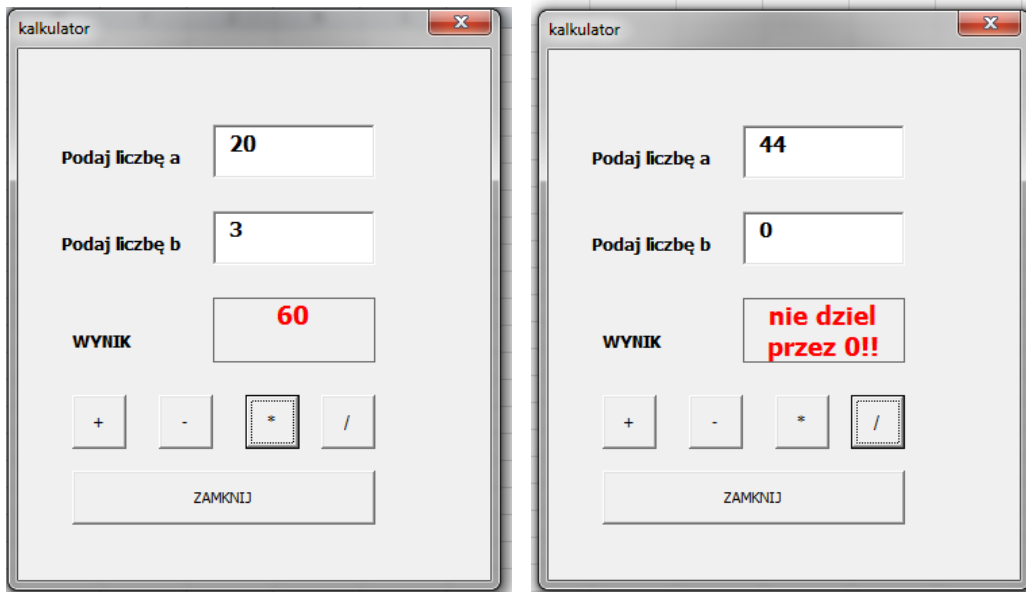 kalkulator
x
Podaj liczbę a
20
Podaj liczbę b
3
WYNIK
60
+ - * /
ZAMKNIJ
kalkulator
x
Podaj liczbę a
44
Podaj liczbę b
0
WYNIK
nie dziel
przez 0!!
+ - * /
ZAMKNIJ